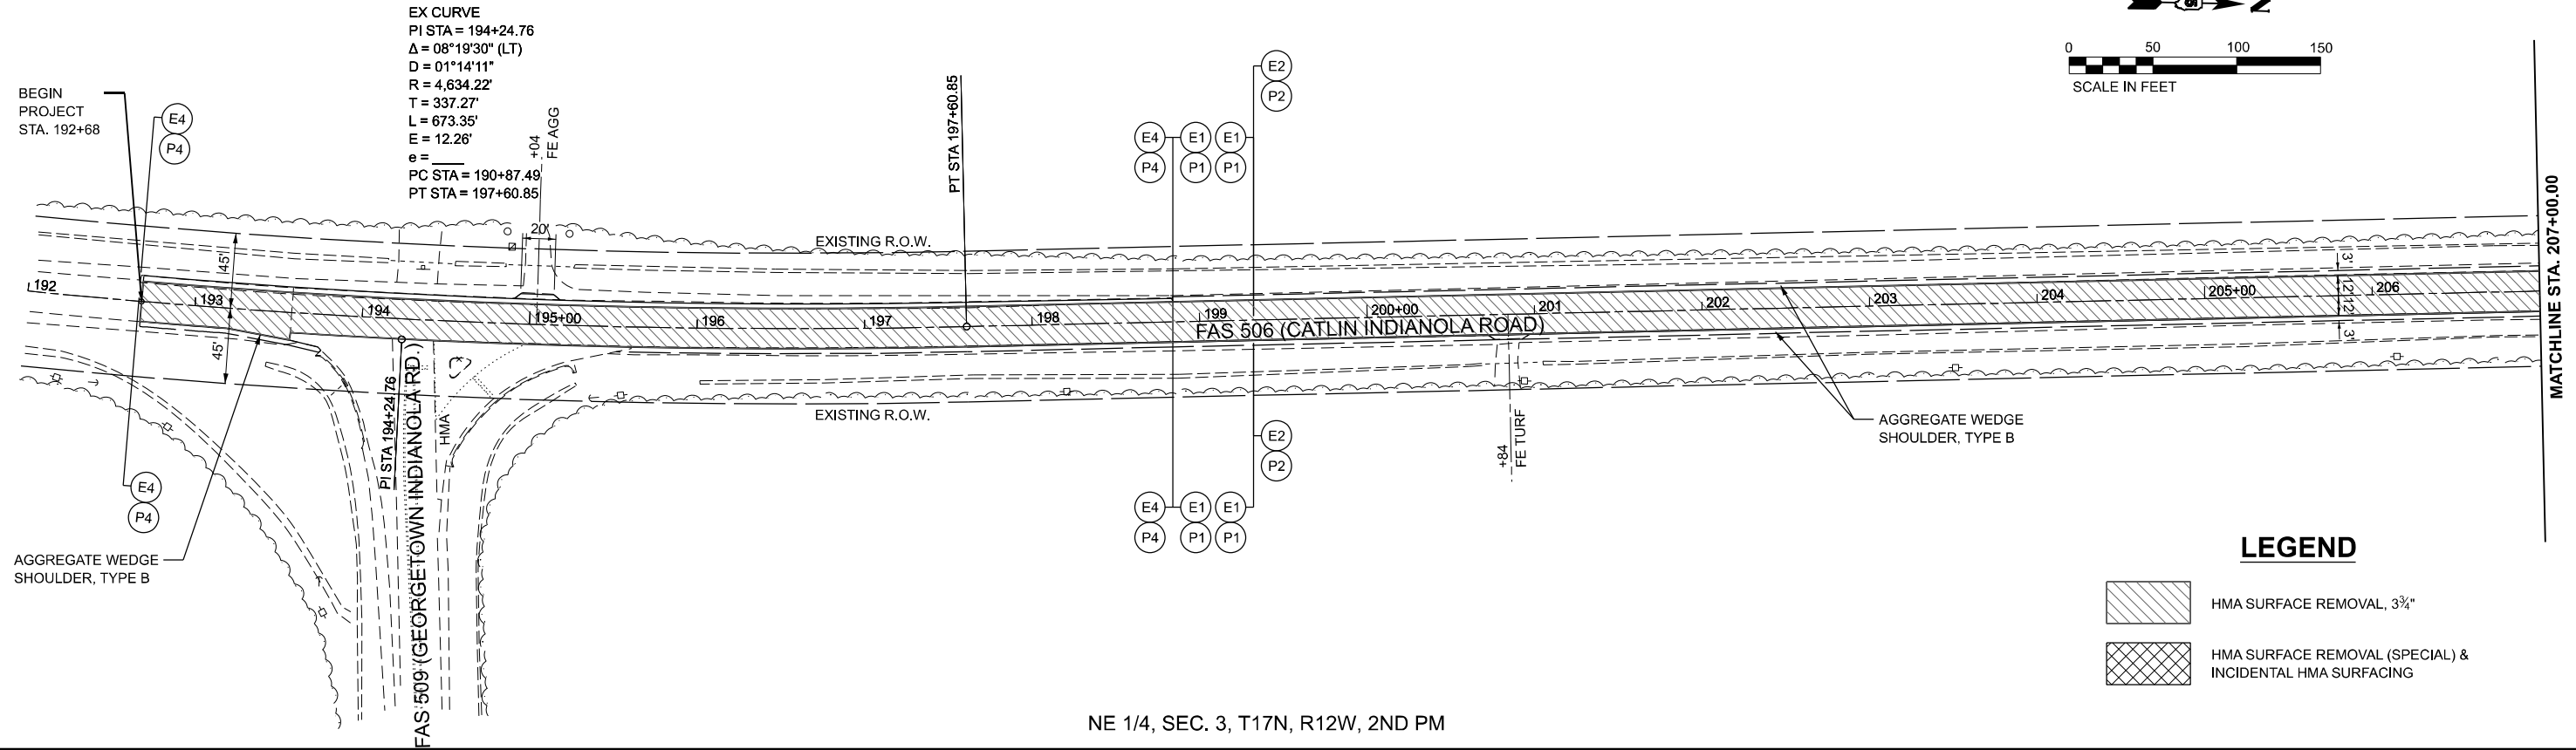 EX CURVE
PI STA = 194+24.76
Δ = 08°19'30" (LT)
D = 01°14'11"
R = 4,634.22'
T = 337.27'
L = 673.35'
E = 12.26'
e = ____
PC STA = 190+87.49
PT STA = 197+60.85
BEGIN
PROJECT
STA. 192+68
E4
P4
+04
FE AGG
20'
PT STA 197+60.85
E4
P4
E1
P1
E1
P1
E2
P2
N
0 50 100 150
SCALE IN FEET
MATCHLINE STA. 207+00.00
EXISTING R.O.W.
45'
45'
192
193
194
195+00
196
197
198
199
200+00
201
202
203
204
205+00
206
3'
12'
12'
3'
FAS 506 (CATLIN INDIANOLA ROAD)
PI STA 194+24.76
FAS 509 (GEORGETOWN INDIANOLA RD.)
HMA
EXISTING R.O.W.
+84
FE TURF
E2
P2
E4
P4
E1
P1
E1
P1
E4
P4
AGGREGATE WEDGE
SHOULDER, TYPE B
AGGREGATE WEDGE
SHOULDER, TYPE B
LEGEND
HMA SURFACE REMOVAL, 3¾"
HMA SURFACE REMOVAL (SPECIAL) &
INCIDENTAL HMA SURFACING
NE 1/4, SEC. 3, T17N, R12W, 2ND PM